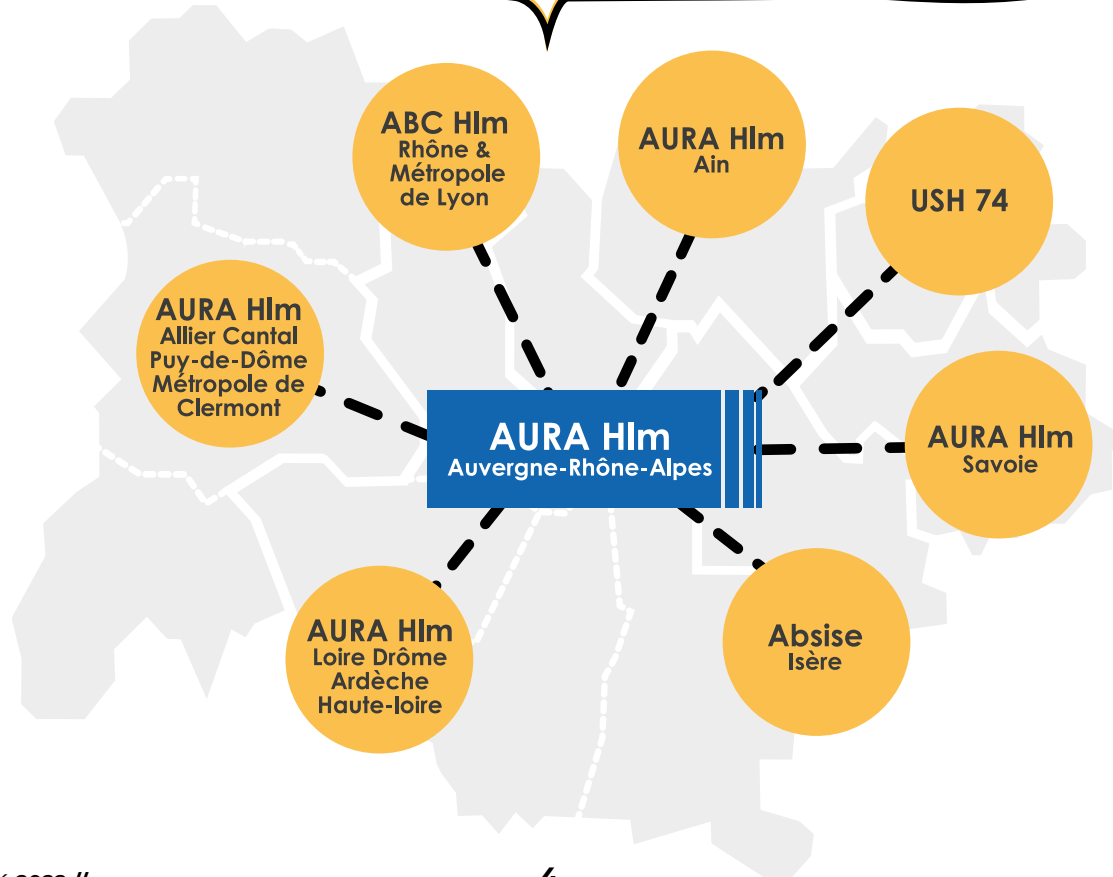 ABC Hlm
Rhône &
Métropole
de Lyon
AURA Hlm
Ain
USH 74
AURA Hlm
Allier Cantal
Puy-de-Dôme
Métropole de
Clermont
AURA Hlm
Auvergne-Rhône-Alpes
AURA Hlm
Savoie
AURA Hlm
Loire Drôme
Ardèche
Haute-loire
Absise
Isère